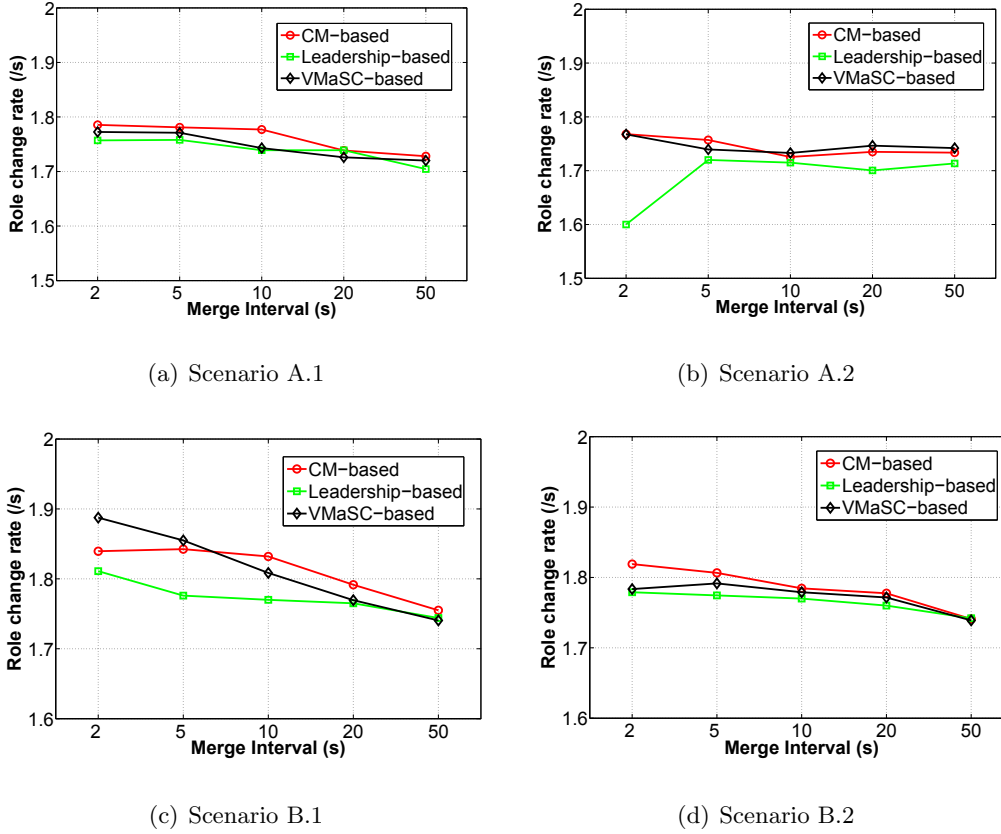 2
1.9
1.8
1.7
1.6
1.5
Role change rate (/s)
CM−based
Leadership−based
VMaSC−based
2 5 10 20 50
Merge Interval (s)
(a) Scenario A.1
2
1.9
1.8
1.7
1.6
1.5
Role change rate (/s)
CM−based
Leadership−based
VMaSC−based
2 5 10 20 50
Merge Interval (s)
(b) Scenario A.2
2
1.9
1.8
1.7
1.6
Role change rate (/s)
CM−based
Leadership−based
VMaSC−based
2 5 10 20 50
Merge Interval (s)
(c) Scenario B.1
2
1.9
1.8
1.7
1.6
Role change rate (/s)
CM−based
Leadership−based
VMaSC−based
2 5 10 20 50
Merge Interval (s)
(d) Scenario B.2